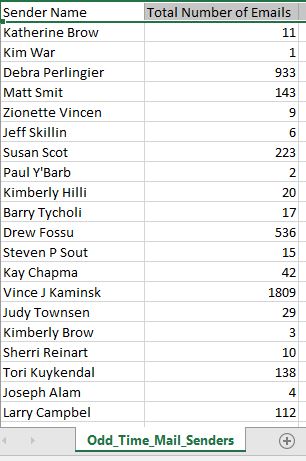 Sender Name Total Number of Emails
Katherine Brow 11
Kim War 1
Debra Perlingier 933
Matt Smit 143
Zionette Vincen 9
Jeff Skillin 6
Susan Scot 223
Paul Y'Barb 2
Kimberly Hilli 20
Barry Tycholi 17
Drew Fossu 536
Steven P Sout 15
Kay Chapma 42
Vince J Kaminsk 1809
Judy Townsen 29
Kimberly Brow 3
Sherri Reinart 10
Tori Kuykendal 138
Joseph Alam 4
Larry Campbel 112
Odd_Time_Mail_Senders